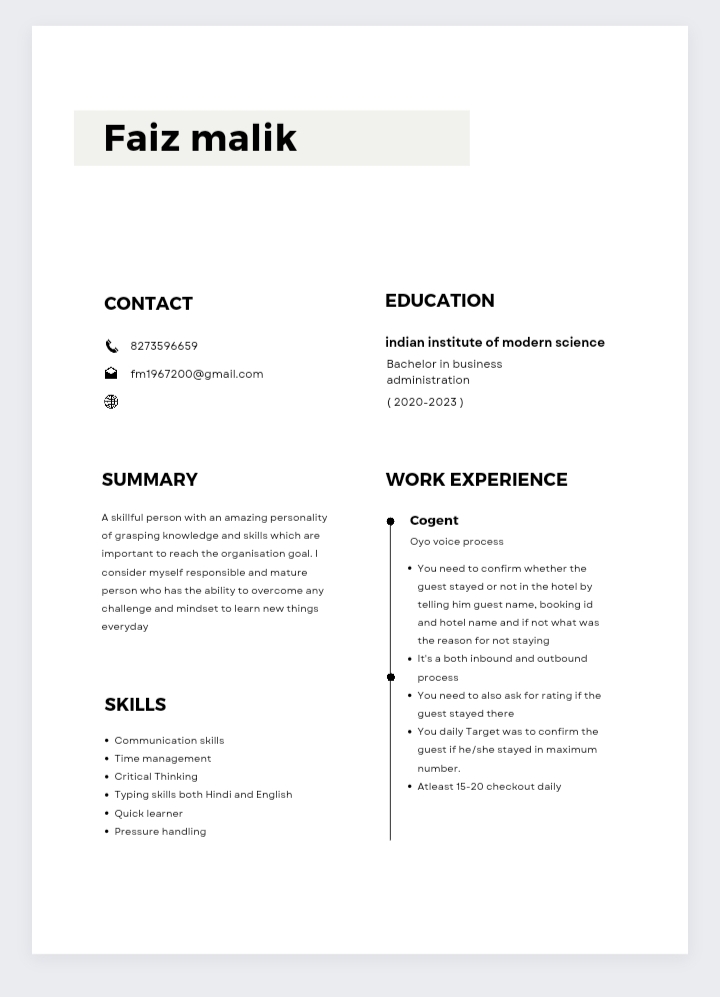 Faiz malik
CONTACT
8273596659
fm1967200@gmail.com
EDUCATION
indian institute of modern science
Bachelor in business
administration
( 2020-2023 )
SUMMARY
A skillful person with an amazing personality
of grasping knowledge and skills which are
important to reach the organisation goal. I
consider myself responsible and mature
person who has the ability to overcome any
challenge and mindset to learn new things
everyday
SKILLS
• Communication skills
• Time management
• Critical Thinking
• Typing skills both Hindi and English
• Quick learner
• Pressure handling
WORK EXPERIENCE
Cogent
Oyo voice process
• You need to confirm whether the
guest stayed or not in the hotel by
telling him guest name, booking id
and hotel name and if not what was
the reason for not staying
• It's a both inbound and outbound
process
• You need to also ask for rating if the
guest stayed there
• You daily Target was to confirm the
guest if he/she stayed in maximum
number.
• Atleast 15-20 checkout daily